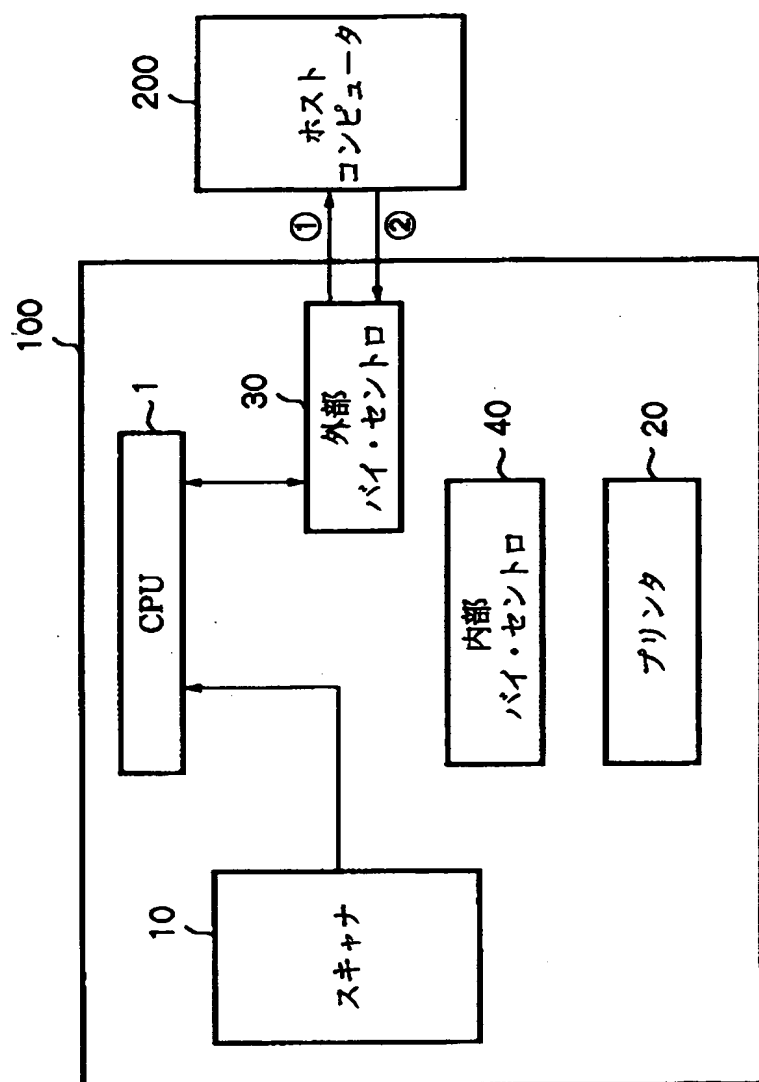 100
200
ホスト
コンピュータ
①
②
1
CPU
30
外部
バイ・セントロ
10
スキャナ
40
内部
バイ・セントロ
20
プリンタ